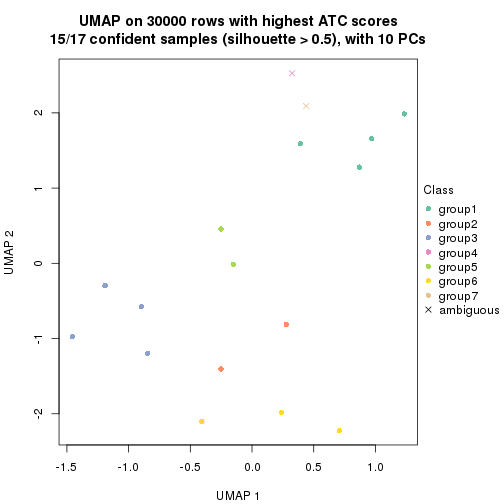 UMAP on 30000 rows with highest ATC scores
15/17 confident samples (silhouette > 0.5), with 10 PCs
UMAP 2
2
1
0
-1
-2
-1.5 -1.0 -0.5 0.0 0.5 1.0
UMAP 1
Class
group1
group2
group3
group4
group5
group6
group7
ambiguous